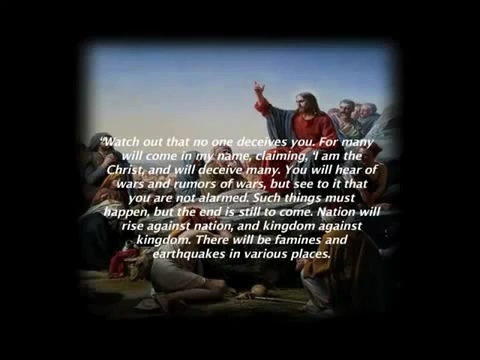 “Watch out that no one deceives you. For many
will come in my name, claiming, ‘I am the
Christ, and will deceive many. You will hear of
wars and rumors of wars, but see to it that
you are not alarmed. Such things must
happen, but the end is still to come. Nation will
rise against nation, and kingdom against
kingdom. There will be famines and
earthquakes in various places.